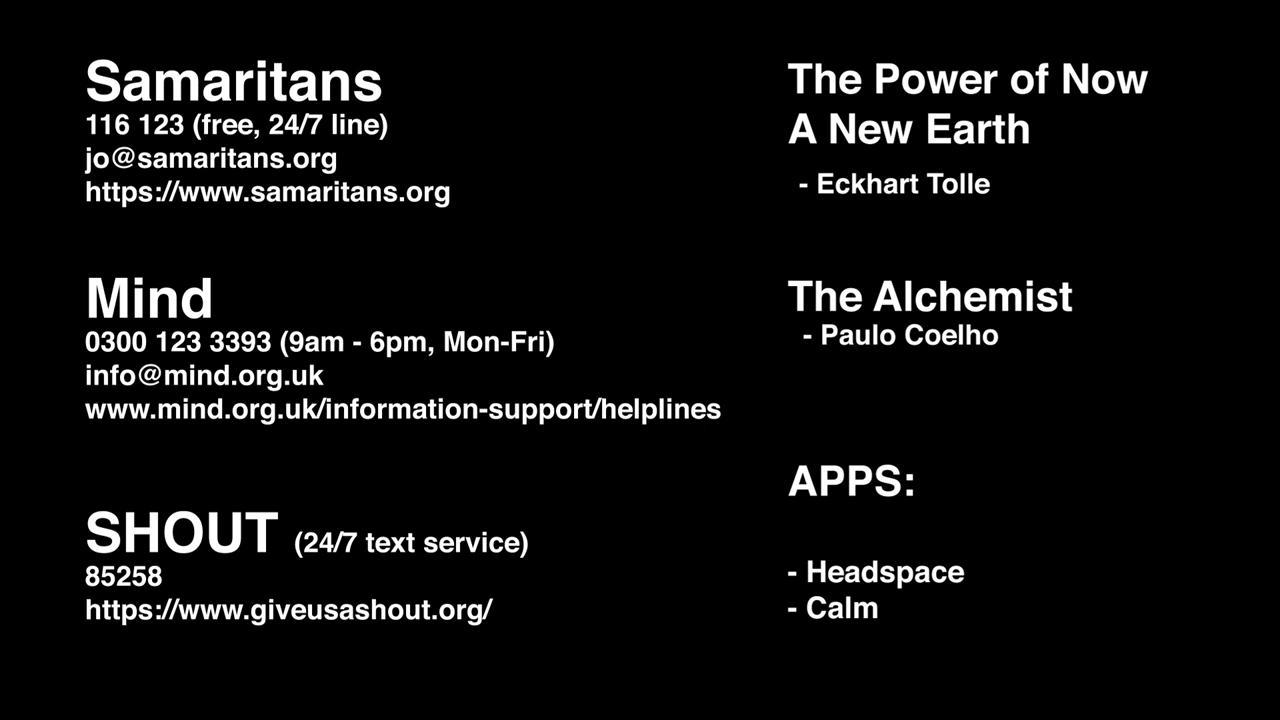 Samaritans
116 123 (free, 24/7 line)
jo@samaritans.org
https://www.samaritans.org
Mind
0300 123 3393 (9am - 6pm, Mon-Fri)
info@mind.org.uk
www.mind.org.uk/information-support/helplines
SHOUT (24/7 text service)
85258
https://www.giveusashout.org/
The Power of Now
A New Earth
- Eckhart Tolle
The Alchemist
- Paulo Coelho
APPS:
- Headspace
- Calm